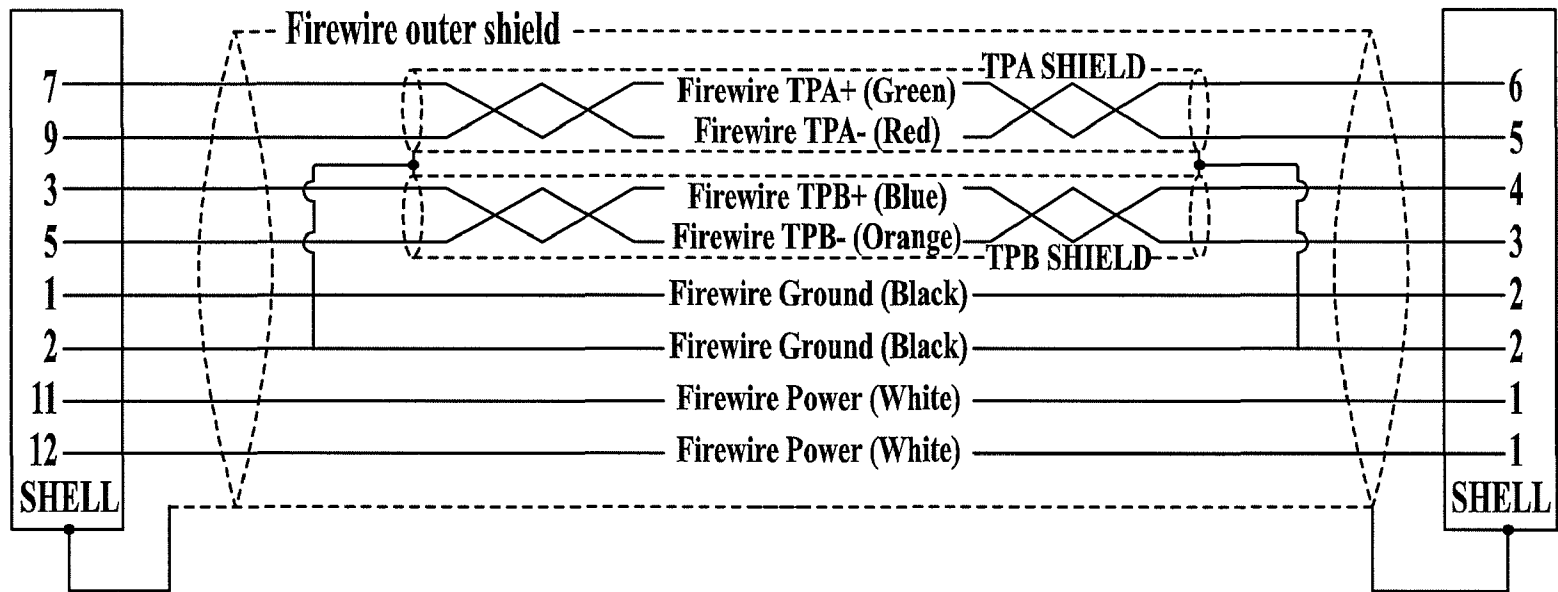 Firewire outer shield
TPA SHIELD
7 Firewire TPA+ (Green) 6
9 Firewire TPA- (Red) 5
3 Firewire TPB+ (Blue) 4
5 Firewire TPB- (Orange) 3
TPB SHIELD
1 Firewire Ground (Black) 2
2 Firewire Ground (Black) 2
11 Firewire Power (White) 1
12 Firewire Power (White) 1
SHELL SHELL